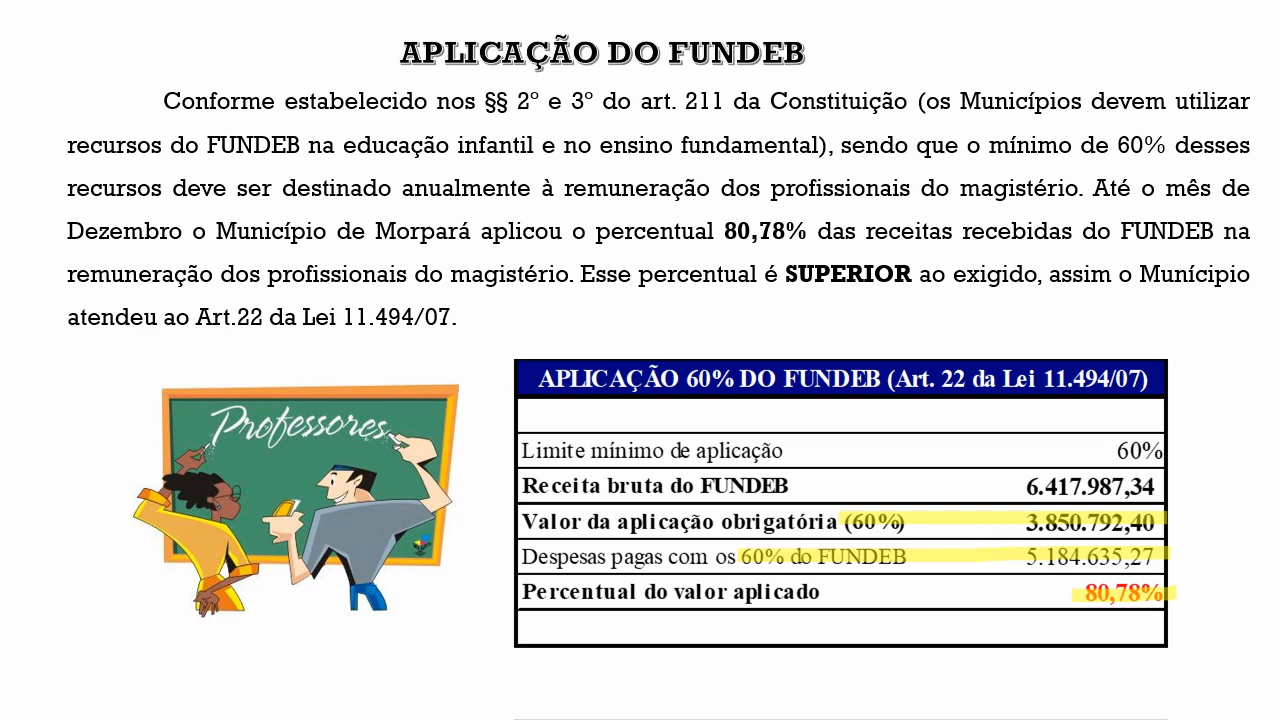 APLICAÇÃO DO FUNDEB
Conforme estabelecido nos §§ 2º e 3º do art. 211 da Constituição (os Municípios devem utilizar
recursos do FUNDEB na educação infantil e no ensino fundamental), sendo que o mínimo de 60% desses
recursos deve ser destinado anualmente à remuneração dos profissionais do magistério. Até o mês de
Dezembro o Município de Morpará aplicou o percentual 80,78% das receitas recebidas do FUNDEB na
remuneração dos profissionais do magistério. Esse percentual é SUPERIOR ao exigido, assim o Munícipio
atendeu ao Art.22 da Lei 11.494/07.
Professores
APLICAÇÃO 60% DO FUNDEB (Art. 22 da Lei 11.494/07)
Limite mínimo de aplicação 60%
Receita bruta do FUNDEB 6.417.987,34
Valor da aplicação obrigatória (60%) 3.850.792,40
Despesas pagas com os 60% do FUNDEB 5.184.635,27
Percentual do valor aplicado 80,78%